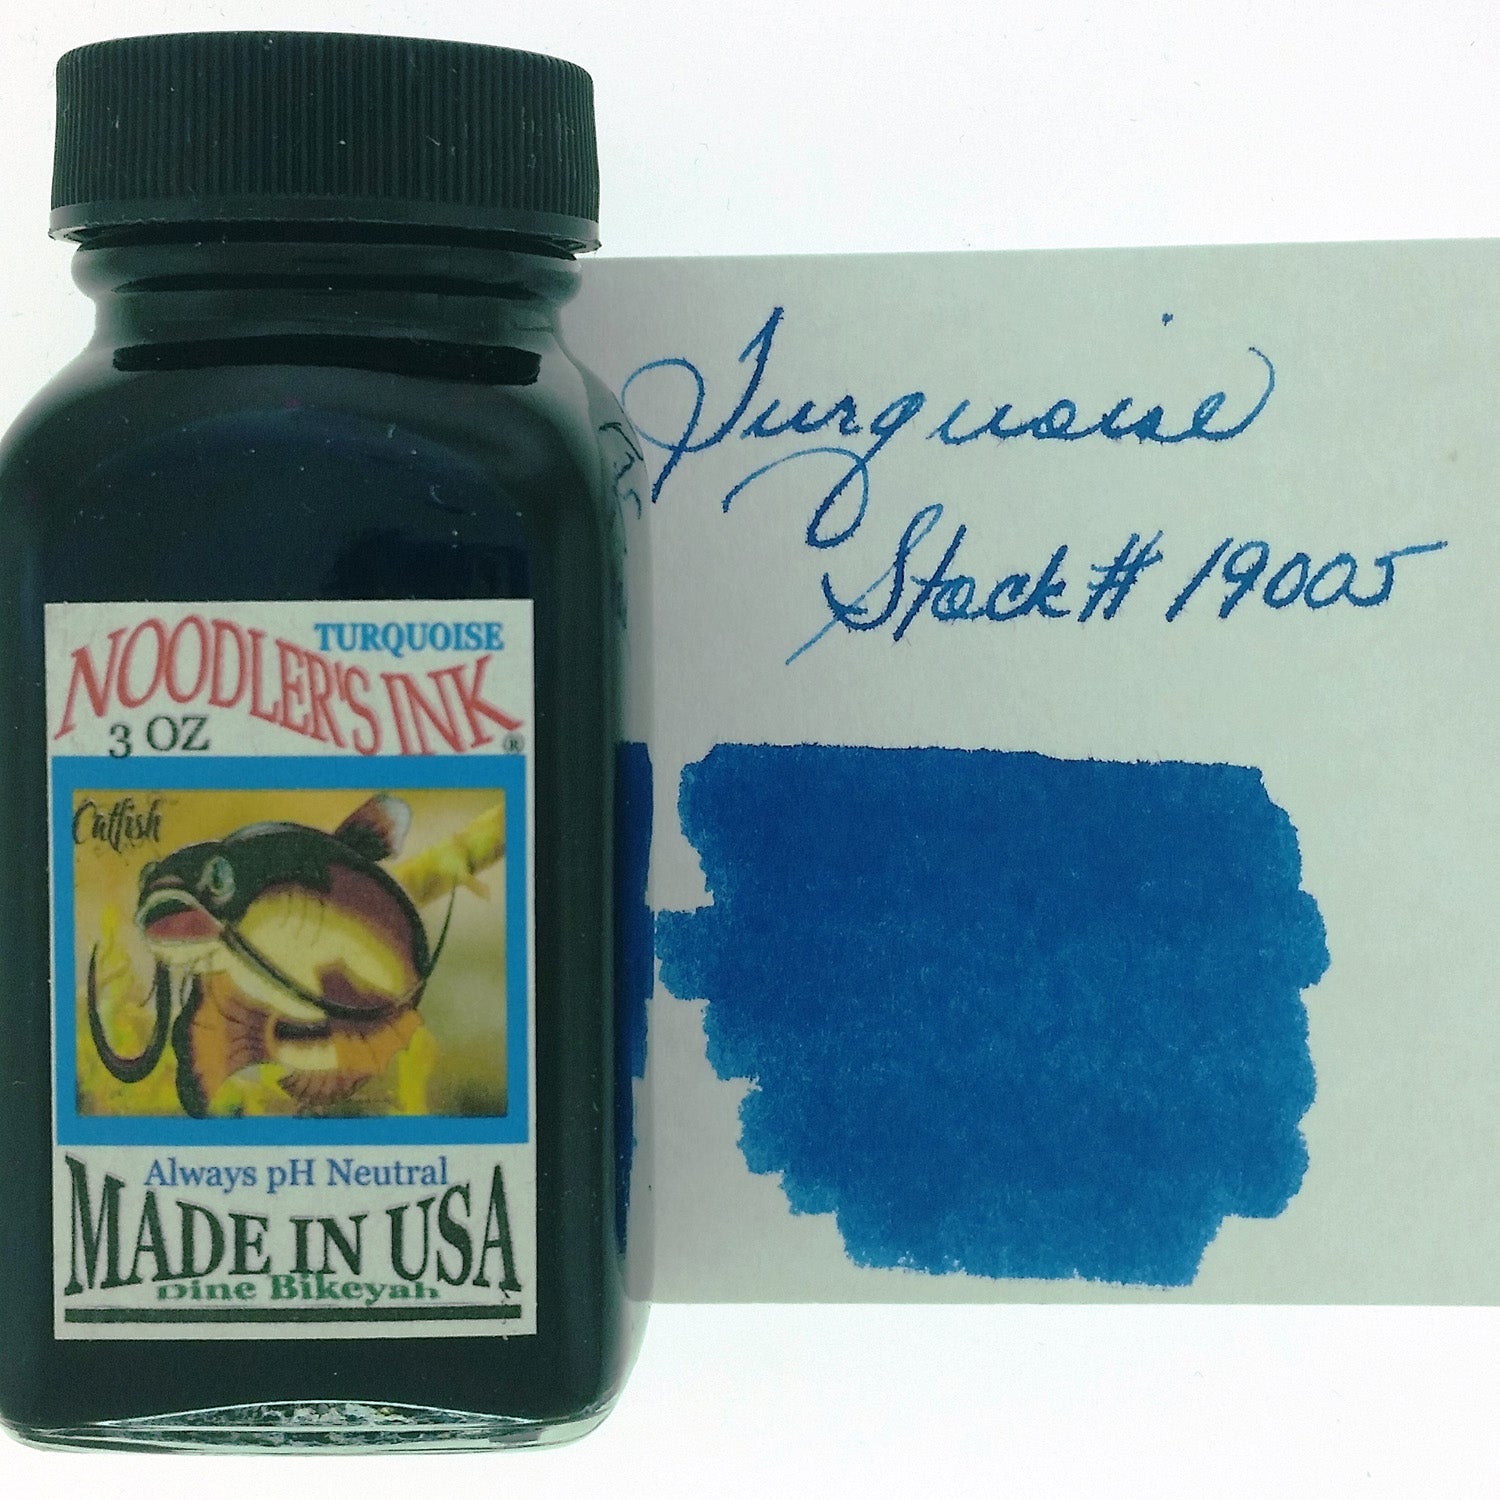 TURQUOISE
NOODLER'S INK ®
3 OZ
Catfish
Always pH Neutral
MADE IN USA
Dine Bikeyah
Turquoise
Stock # 19005